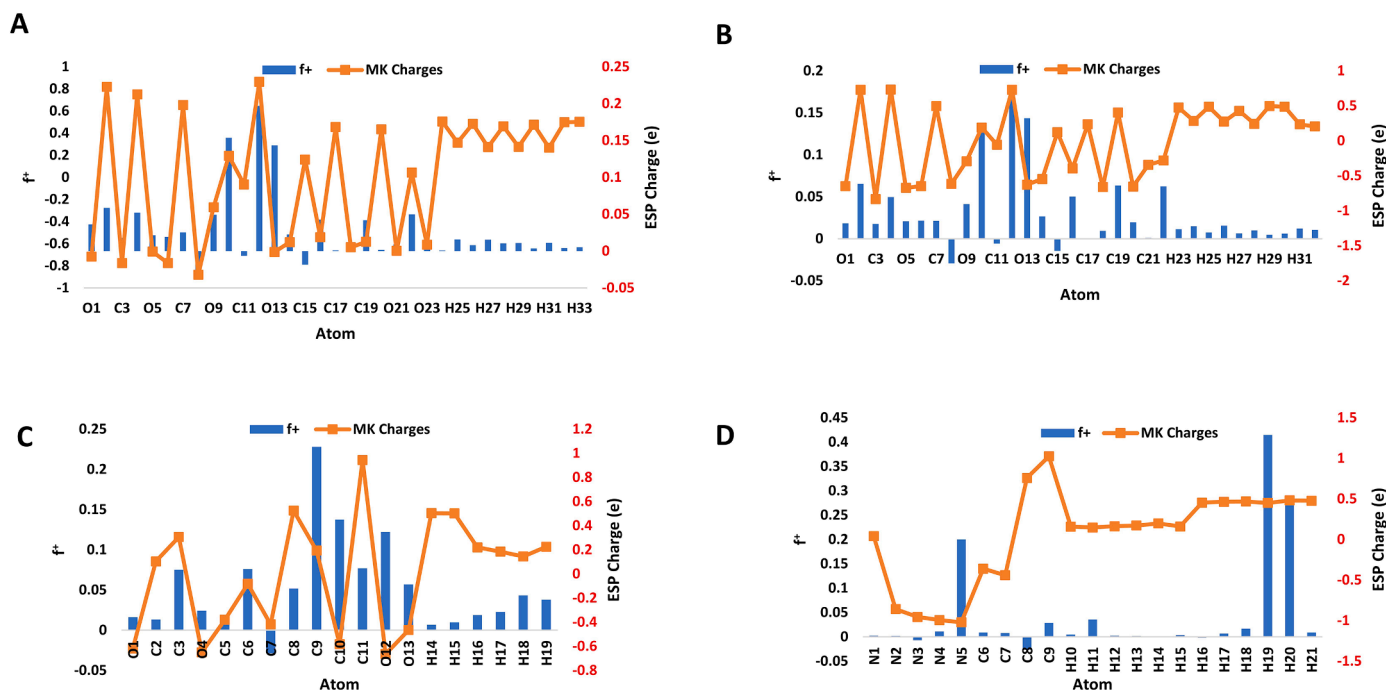 A
f+ MK Charges
1
0.8
0.6
0.4
0.2
0
-0.2
-0.4
-0.6
-0.8
-1
f⁺
0.25
0.2
0.15
0.1
0.05
0
-0.05
ESP Charge (e)
O1 C3 O5 C7 O9 C11 O13 C15 C17 C19 O21 O23 H25 H27 H29 H31 H33
Atom
B
f+ MK Charges
0.2
0.15
0.1
0.05
0
-0.05
f⁺
1
0.5
0
-0.5
-1
-1.5
-2
ESP Charge (e)
O1 C3 O5 C7 O9 C11 O13 C15 C17 C19 C21 H23 H25 H27 H29 H31
Atom
C
f+ MK Charges
0.25
0.2
0.15
0.1
0.05
0
-0.05
f⁺
1.2
1
0.8
0.6
0.4
0.2
0
-0.2
-0.4
-0.6
-0.8
ESP Charge (e)
O1 C2 C3 O4 C5 C6 C7 C8 C9 C10 C11 O12 O13 H14 H15 H16 H17 H18 H19
Atom
D
f+ MK Charges
0.45
0.4
0.35
0.3
0.25
0.2
0.15
0.1
0.05
0
-0.05
f⁺
1.5
1
0.5
0
-0.5
-1
-1.5
ESP Charge (e)
N1 N2 N3 N4 N5 C6 C7 C8 C9 H10 H11 H12 H13 H14 H15 H16 H17 H18 H19 H20 H21
Atom